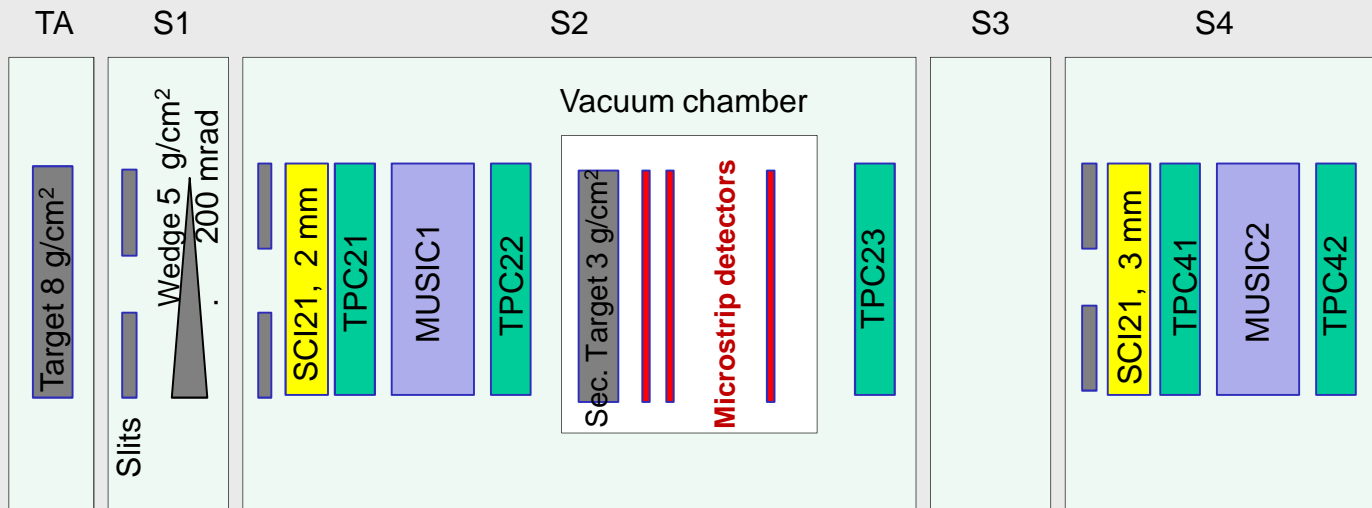 TA
S1
S2
S3
S4
Target 8 g/cm²
Slits
Wedge 5 g/cm²
. 200 mrad
SCI21, 2 mm
TPC21
MUSIC1
TPC22
Vacuum chamber
Sec. Target 3 g/cm²
Microstrip detectors
TPC23
SCI21, 3 mm
TPC41
MUSIC2
TPC42